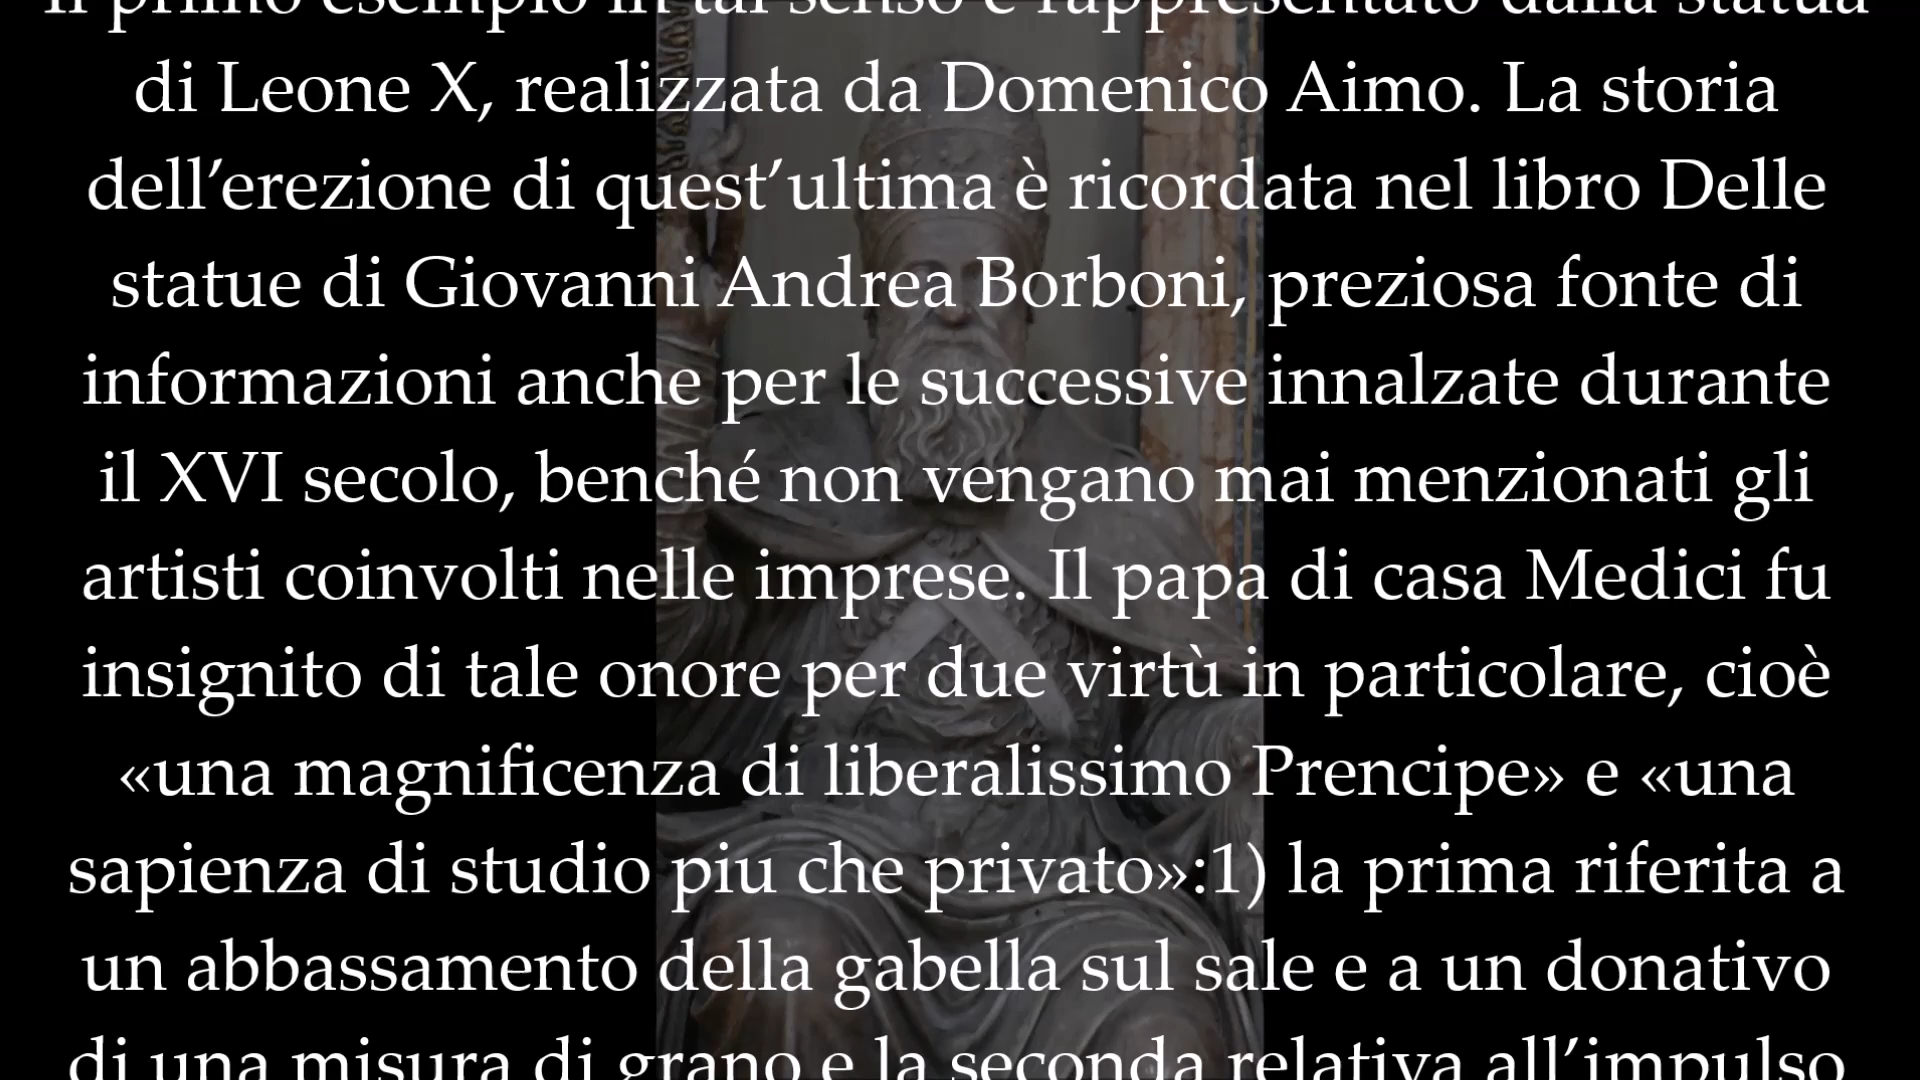 Il primo esempio in tal senso è rappresentato dalla statua
di Leone X, realizzata da Domenico Aimo. La storia
dell’erezione di quest’ultima è ricordata nel libro Delle
statue di Giovanni Andrea Borboni, preziosa fonte di
informazioni anche per le successive innalzate durante
il XVI secolo, benché non vengano mai menzionati gli
artisti coinvolti nelle imprese. Il papa di casa Medici fu
insignito di tale onore per due virtù in particolare, cioè
«una magnificenza di liberalissimo Prencipe» e «una
sapienza di studio piu che privato»:1) la prima riferita a
un abbassamento della gabella sul sale e a un donativo
di una misura di grano e la seconda relativa all’impulso